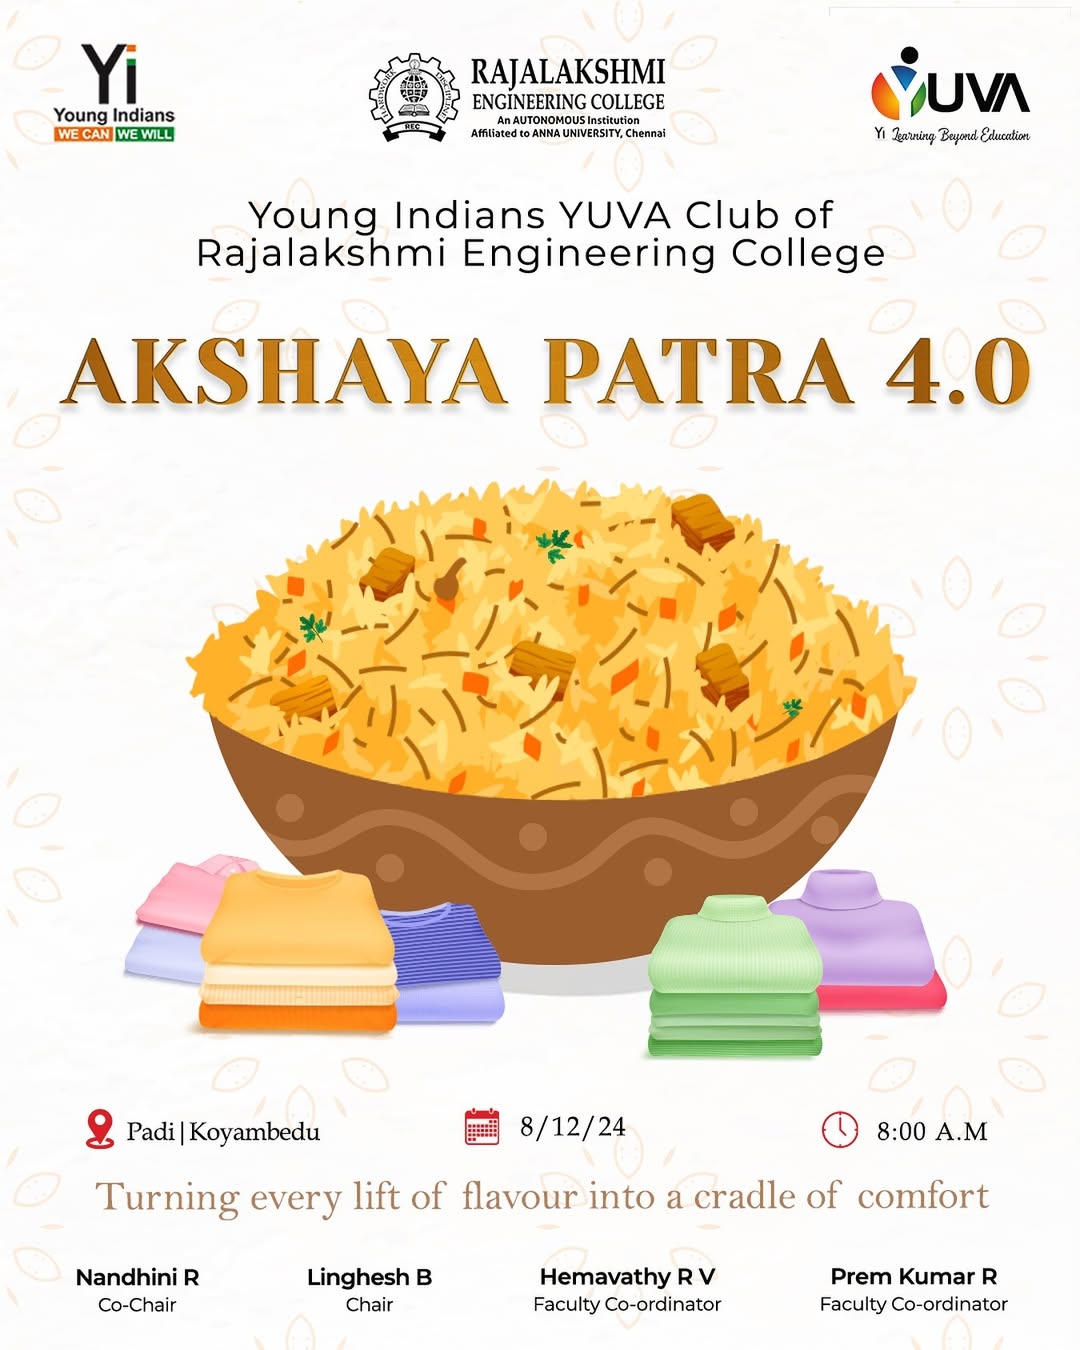 Yi
Young Indians
WE CAN WE WILL
RAJALAKSHMI
ENGINEERING COLLEGE
An AUTONOMOUS Institution
Affiliated to ANNA UNIVERSITY, Chennai
HARDWORK DISCIPLINE
REC
YUVA
Yi Learning Beyond Education
Young Indians YUVA Club of
Rajalakshmi Engineering College
AKSHAYA PATRA 4.0
Padi|Koyambedu
8/12/24
8:00 A.M
Turning every lift of flavour into a cradle of comfort
Nandhini R
Co-Chair
Linghesh B
Chair
Hemavathy R V
Faculty Co-ordinator
Prem Kumar R
Faculty Co-ordinator